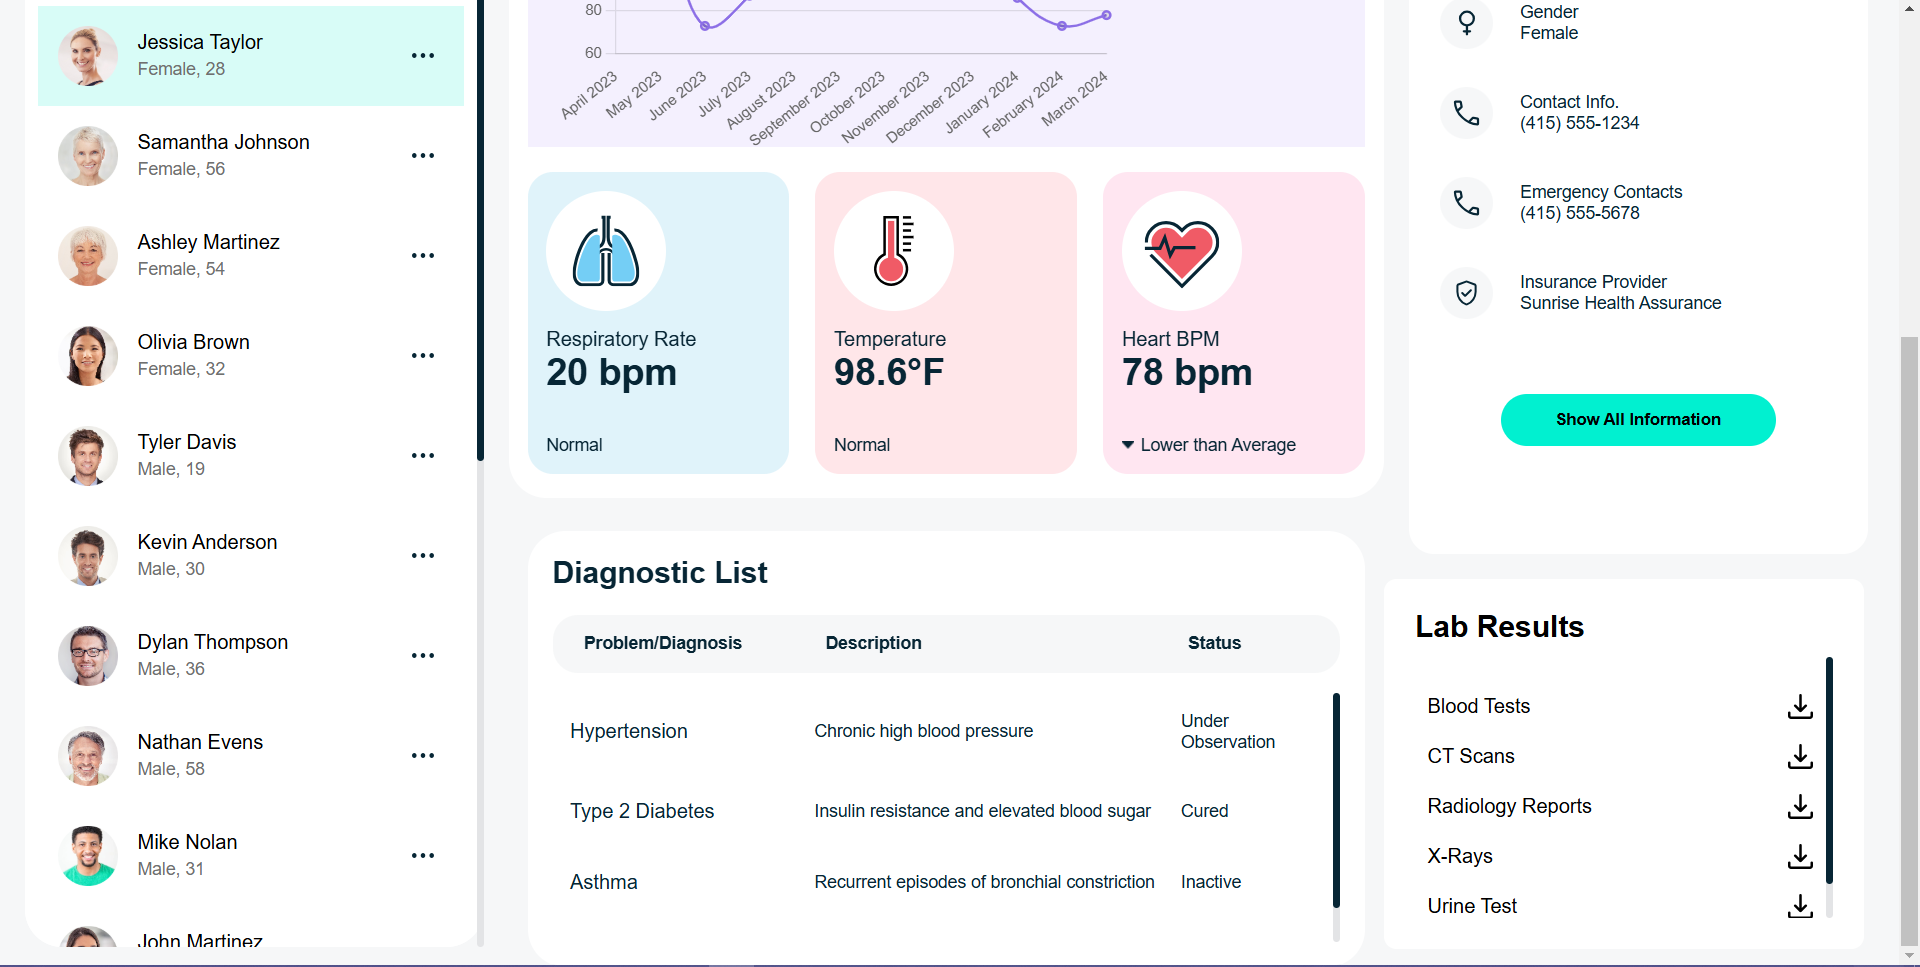 Jessica Taylor
Female, 28
Samantha Johnson
Female, 56
Ashley Martinez
Female, 54
Olivia Brown
Female, 32
Tyler Davis
Male, 19
Kevin Anderson
Male, 30
Dylan Thompson
Male, 36
Nathan Evens
Male, 58
Mike Nolan
Male, 31
John Martinez
80
60
April 2023
May 2023
June 2023
July 2023
August 2023
September 2023
October 2023
November 2023
December 2023
January 2024
February 2024
March 2024
Respiratory Rate
20 bpm
Normal
Temperature
98.6°F
Normal
Heart BPM
78 bpm
Lower than Average
Diagnostic List
Problem/Diagnosis Description Status
Hypertension Chronic high blood pressure Under
Observation
Type 2 Diabetes Insulin resistance and elevated blood sugar Cured
Asthma Recurrent episodes of bronchial constriction Inactive
Gender
Female
Contact Info.
(415) 555-1234
Emergency Contacts
(415) 555-5678
Insurance Provider
Sunrise Health Assurance
Show All Information
Lab Results
Blood Tests
CT Scans
Radiology Reports
X-Rays
Urine Test